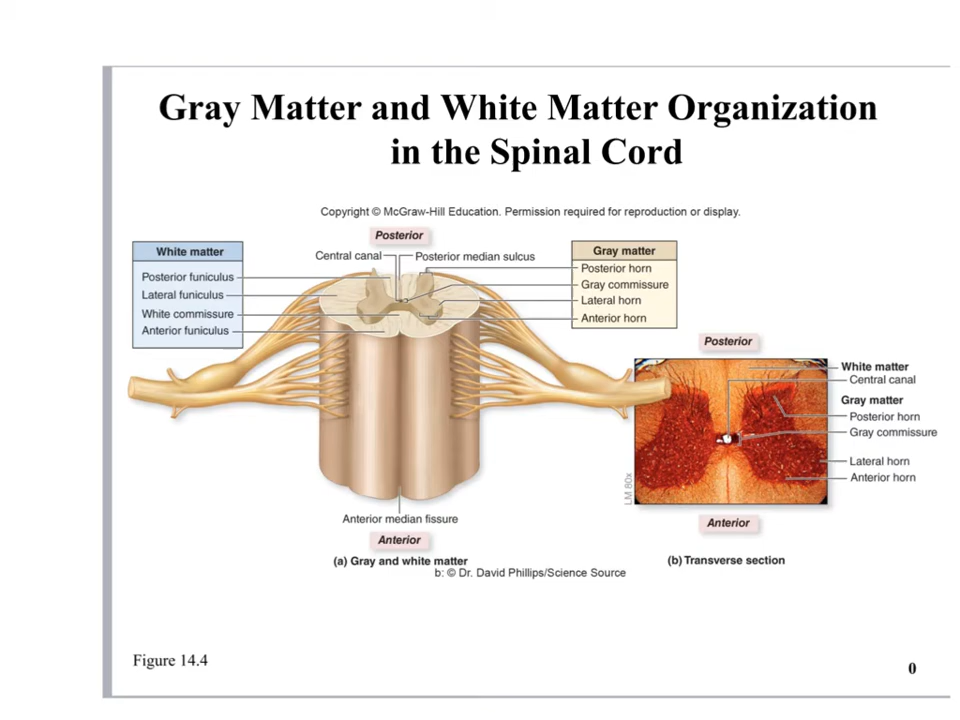 Gray Matter and White Matter Organization
in the Spinal Cord
Copyright © McGraw-Hill Education. Permission required for reproduction or display.
Posterior
White matter
Posterior funiculus
Lateral funiculus
White commissure
Anterior funiculus
Central canal
Posterior median sulcus
Gray matter
Posterior horn
Gray commissure
Lateral horn
Anterior horn
Anterior median fissure
Anterior
(a) Gray and white matter
b: © Dr. David Phillips/Science Source
Posterior
White matter
Central canal
Gray matter
Posterior horn
Gray commissure
Lateral horn
Anterior horn
LM 80x
Anterior
(b) Transverse section
Figure 14.4
0